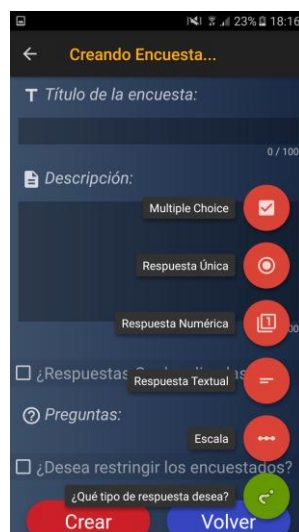 23% 18:16
Creando Encuesta...
Título de la encuesta:
0 / 100
Descripción:
Multiple Choice
Respuesta Única
Respuesta Numérica
¿Respuestas
Respuesta Textual
Preguntas:
Escala
¿Desea restringir los encuestados?
¿Qué tipo de respuesta desea?
Crear Volver